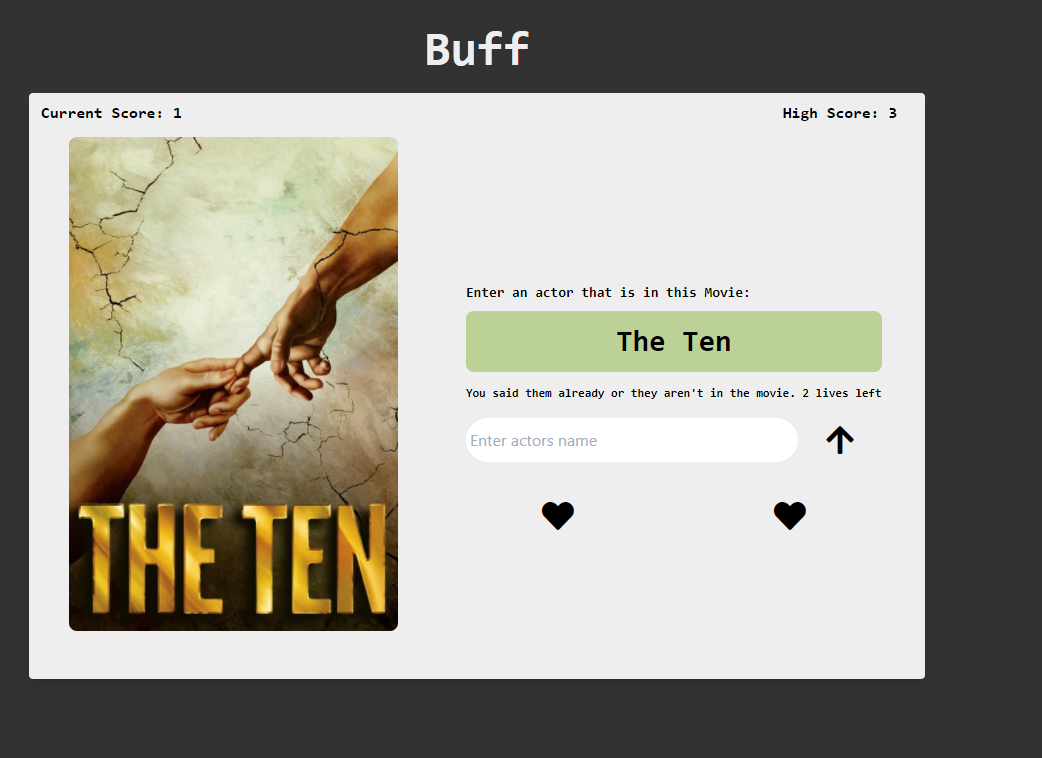 Buff
Current Score: 1
High Score: 3
Enter an actor that is in this Movie:
The Ten
You said them already or they aren't in the movie. 2 lives left
Enter actors name
THE TEN